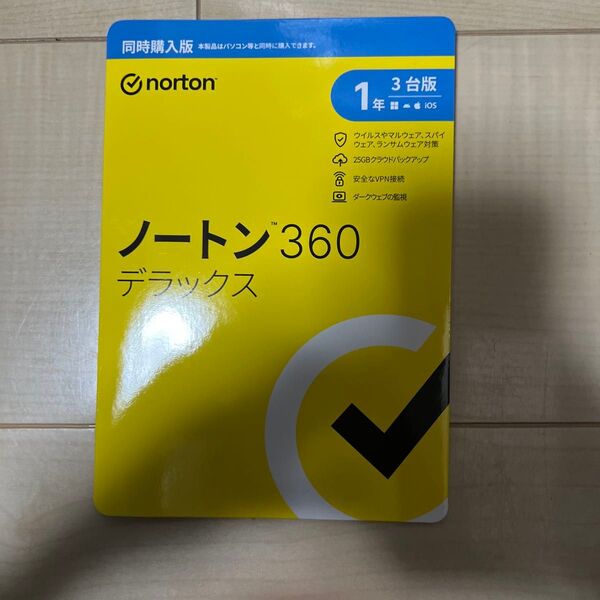 同時購入版 本製品はパソコン等と同時に購入できます。
norton
3台版
1年 iOS
ウイルスやマルウェア、スパイ
ウェア、ランサムウェア対策
25GBクラウドバックアップ
安全なVPN接続
ダークウェブの監視
ノートン™ 360
デラックス